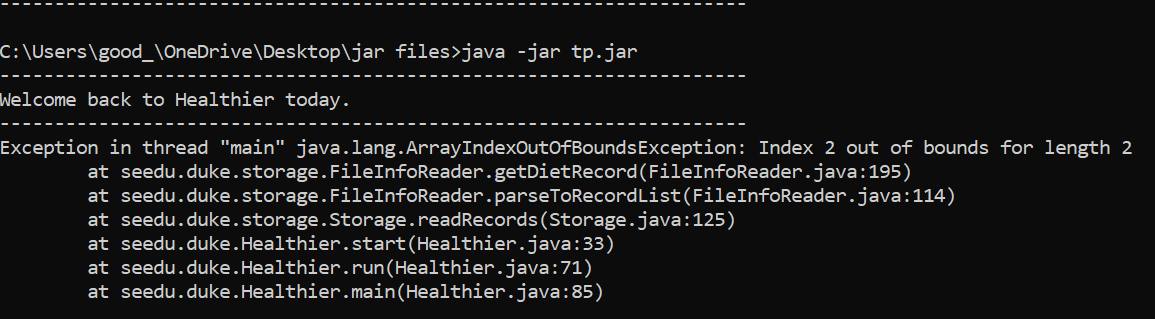 --------------------------------------------------------------------
C:\Users\good_\OneDrive\Desktop\jar files>java -jar tp.jar
--------------------------------------------------------------------
Welcome back to Healthier today.
--------------------------------------------------------------------
Exception in thread "main" java.lang.ArrayIndexOutOfBoundsException: Index 2 out of bounds for length 2
        at seedu.duke.storage.FileInfoReader.getDietRecord(FileInfoReader.java:195)
        at seedu.duke.storage.FileInfoReader.parseToRecordList(FileInfoReader.java:114)
        at seedu.duke.storage.Storage.readRecords(Storage.java:125)
        at seedu.duke.Healthier.start(Healthier.java:33)
        at seedu.duke.Healthier.run(Healthier.java:71)
        at seedu.duke.Healthier.main(Healthier.java:85)